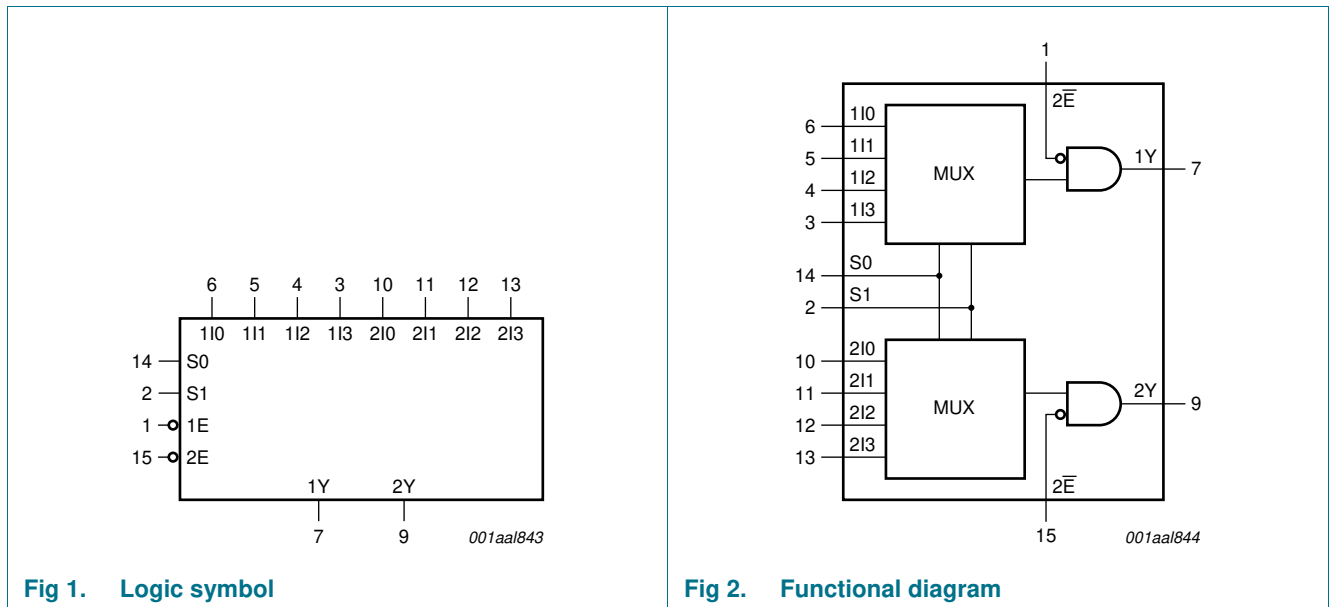 6 5 4 3 10 11 12 13
1I0 1I1 1I2 1I3 2I0 2I1 2I2 2I3
14 S0
2 S1
1 1E
15 2E
1Y 2Y
7 9 001aal843
Fig 1. Logic symbol
1
2E̅
6 1I0
5 1I1
4 1I2
3 1I3
MUX
1Y 7
14 S0
2 S1
10 2I0
11 2I1
12 2I2
13 2I3
MUX
2Y 9
2E̅
15 001aal844
Fig 2. Functional diagram